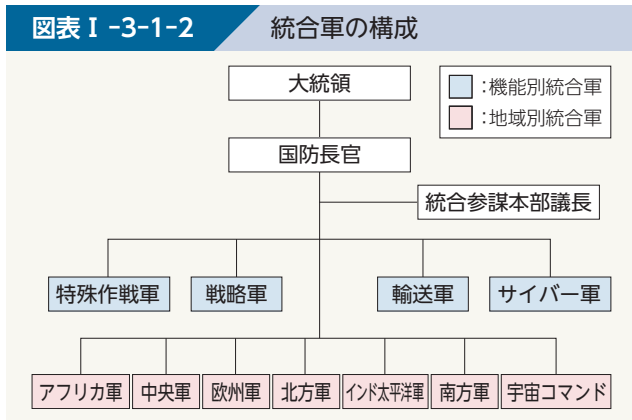 図表Ⅰ-3-1-2 統合軍の構成
大統領
:機能別統合軍
:地域別統合軍
国防長官
統合参謀本部議長
特殊作戦軍 戦略軍 輸送軍 サイバー軍
アフリカ軍 中央軍 欧州軍 北方軍 インド太平洋軍 南方軍 宇宙コマンド